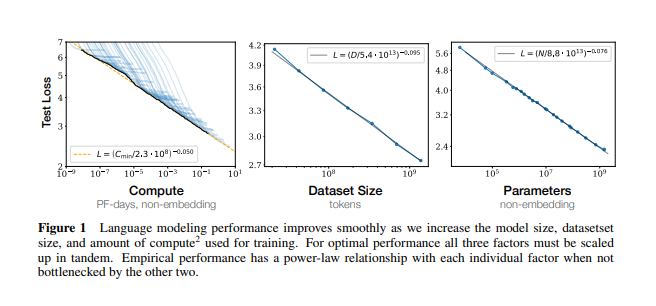 7
6
5
4
3
2
Test Loss
L = (C_min/2.3 · 10^8)^−0.050
10^−9 10^−7 10^−5 10^−3 10^−1 10^1
Compute
PF-days, non-embedding
4.2
3.9
3.6
3.3
3.0
2.7
L = (D/5.4 · 10^13)^−0.095
10^8 10^9
Dataset Size
tokens
5.6
4.8
4.0
3.2
2.4
L = (N/8.8 · 10^13)^−0.076
10^5 10^7 10^9
Parameters
non-embedding
Figure 1 Language modeling performance improves smoothly as we increase the model size, datasetset
size, and amount of compute^2 used for training. For optimal performance all three factors must be scaled
up in tandem. Empirical performance has a power-law relationship with each individual factor when not
bottlenecked by the other two.